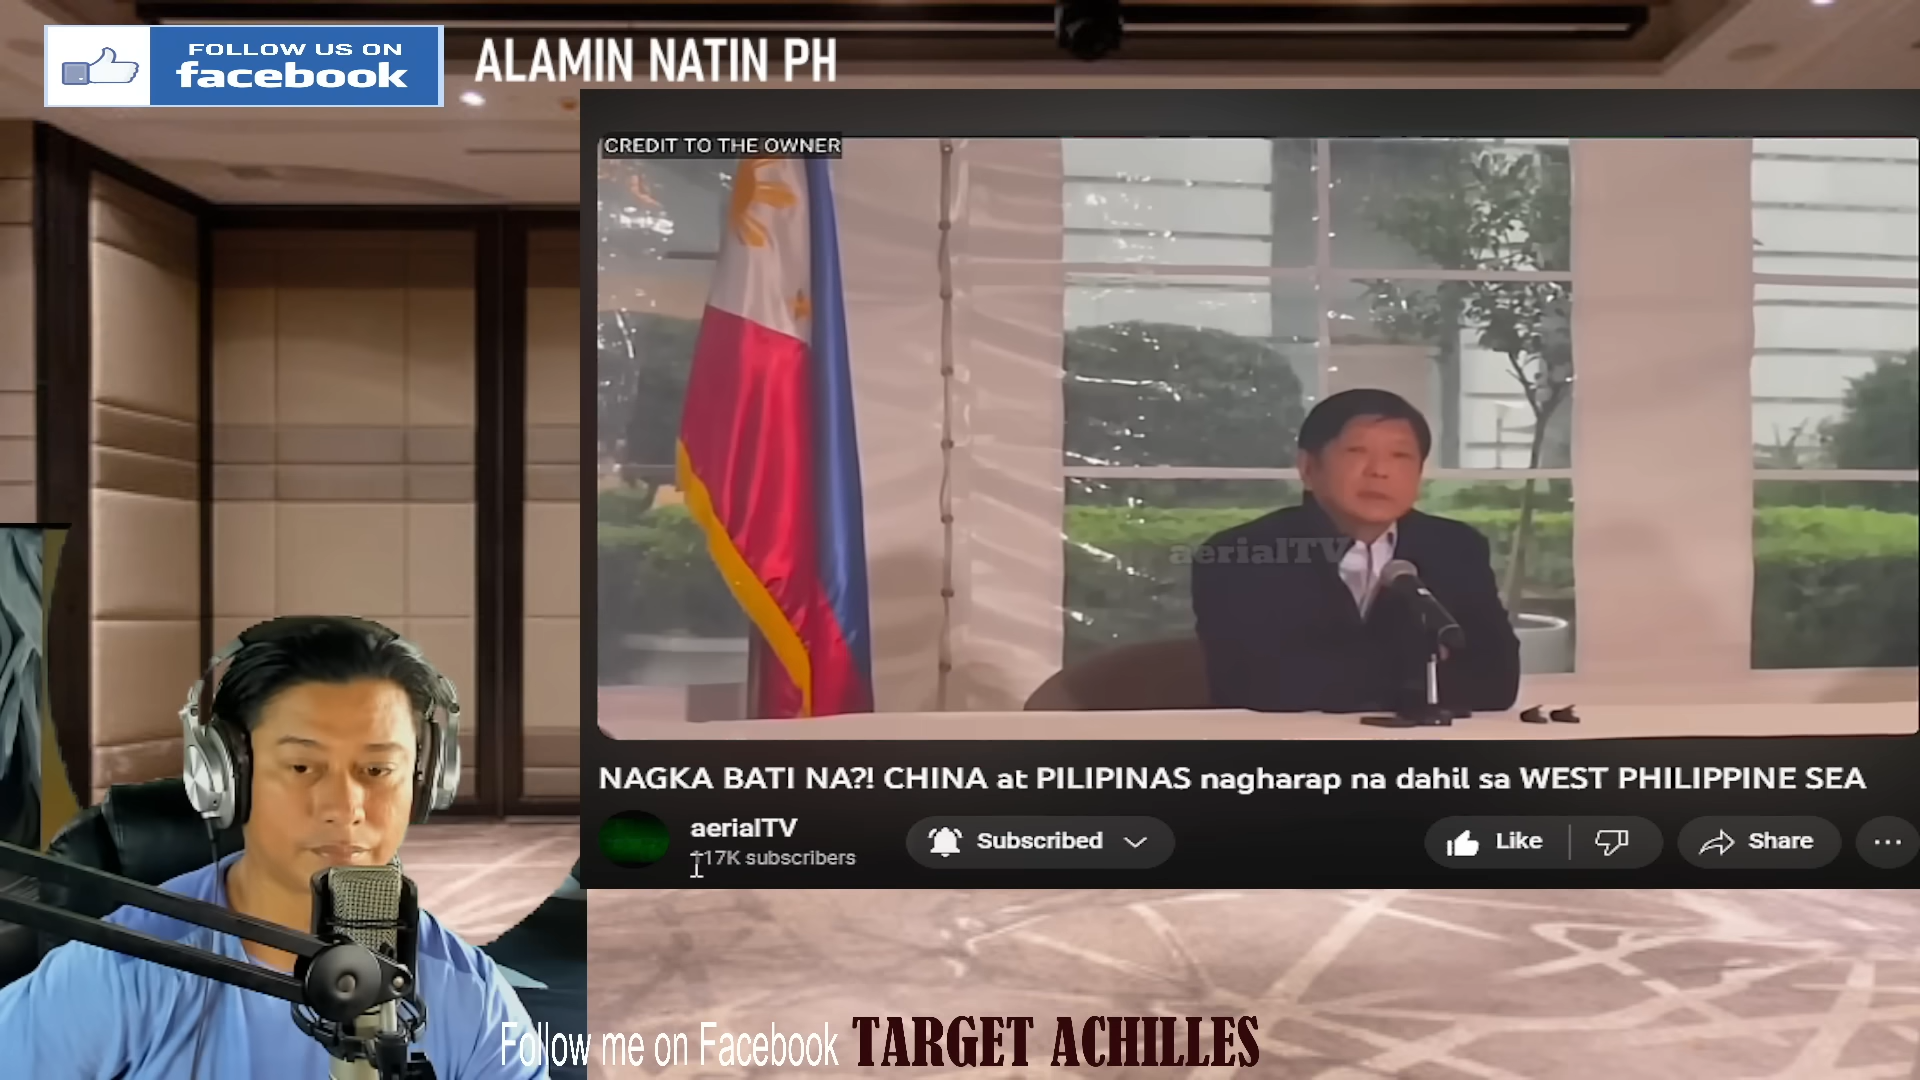 FOLLOW US ON
facebook
ALAMIN NATIN PH
CREDIT TO THE OWNER
aerialTV
NAGKA BATI NA?! CHINA at PILIPINAS nagharap na dahil sa WEST PHILIPPINE SEA
aerialTV
117K subscribers
Subscribed
Like
Share
Follow me on Facebook TARGET ACHILLES